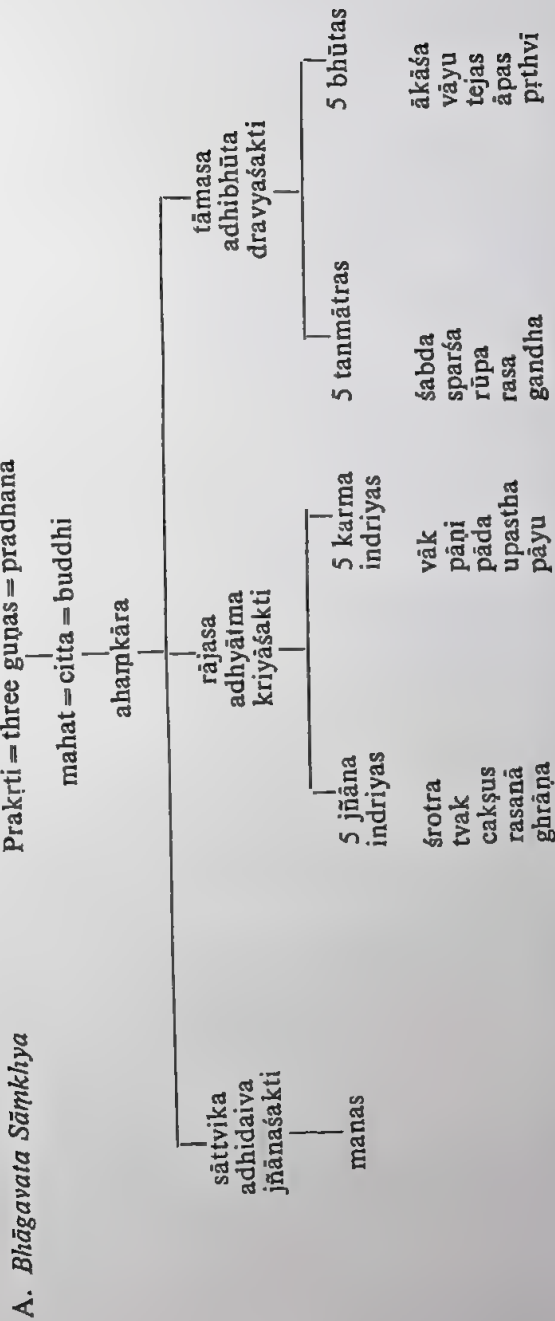 A. Bhāgavata Sāṃkhya
Prakṛti = three guṇas = pradhāna
mahat = citta = buddhi
ahaṃkāra
sāttvika
adhidaiva
jñānaśakti
manas
rājasa
adhyātma
kriyāśakti
5 jñāna
indriyas
śrotra
tvak
cakṣus
rasanā
ghrāṇa
5 karma
indriyas
vāk
pāṇi
pāda
upastha
pāyu
tāmasa
adhibhūta
dravyaśakti
5 tanmātras
śabda
sparśa
rūpa
rasa
gandha
5 bhūtas
ākāśa
vāyu
tejas
āpas
pṛthvī